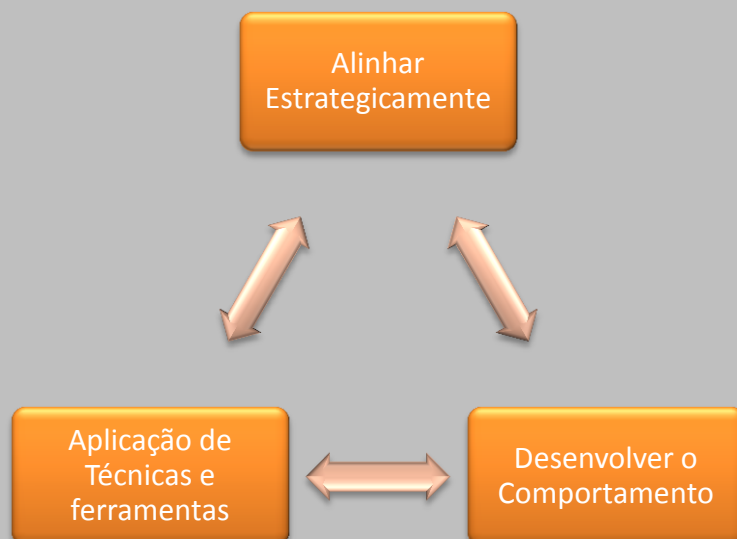 Alinhar
Estrategicamente
Aplicação de
Técnicas e
ferramentas
Desenvolver o
Comportamento